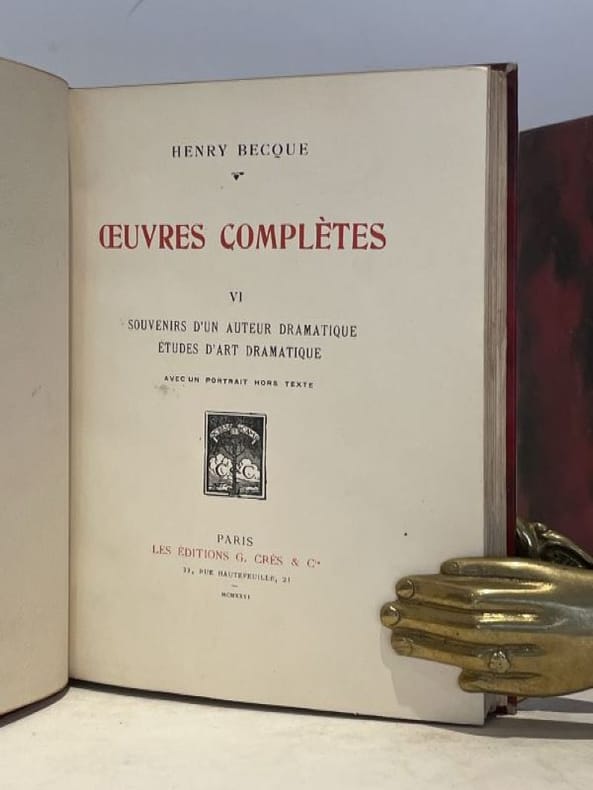 HENRY BECQUE
ŒUVRES COMPLÈTES
VI
SOUVENIRS D'UN AUTEUR DRAMATIQUE
ÉTUDES D'ART DRAMATIQUE
AVEC UN PORTRAIT HORS TEXTE
C C
PARIS
LES ÉDITIONS G. CRÈS & Cie
RUE HAUTEFEUILLE, 21
MCMXXVI